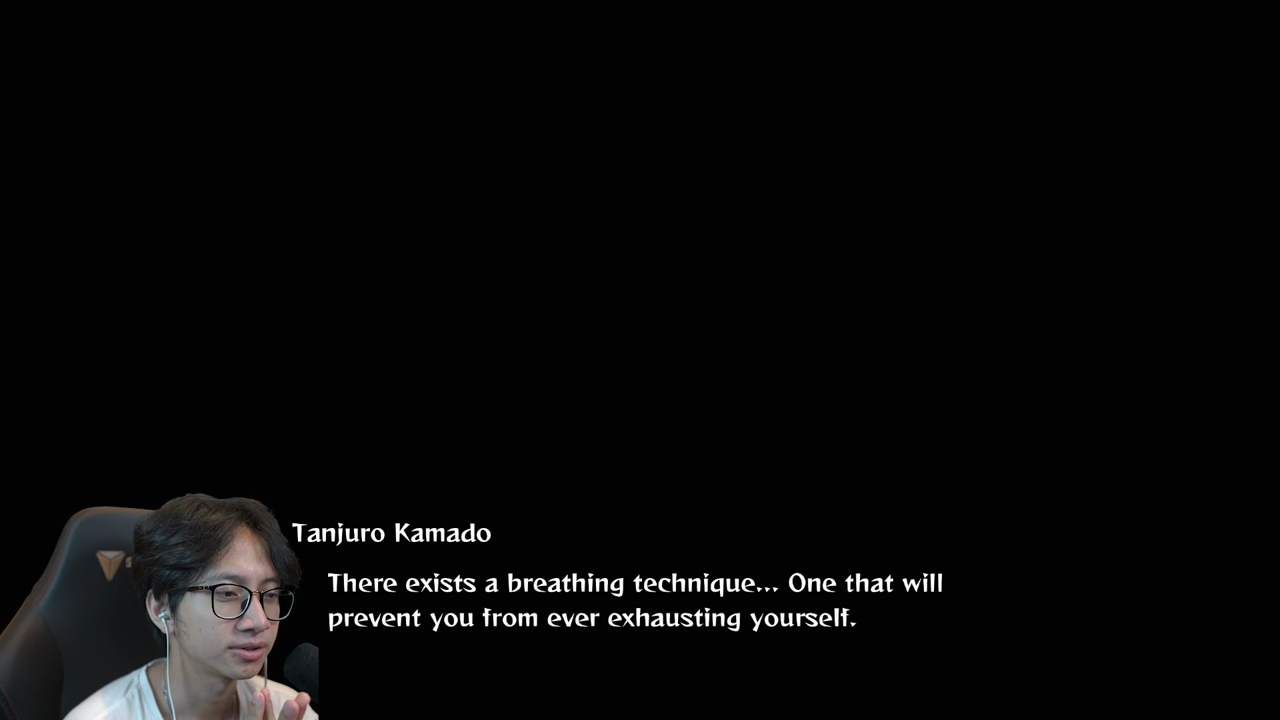 Tanjuro Kamado
There exists a breathing technique... One that will
prevent you from ever exhausting yourself.